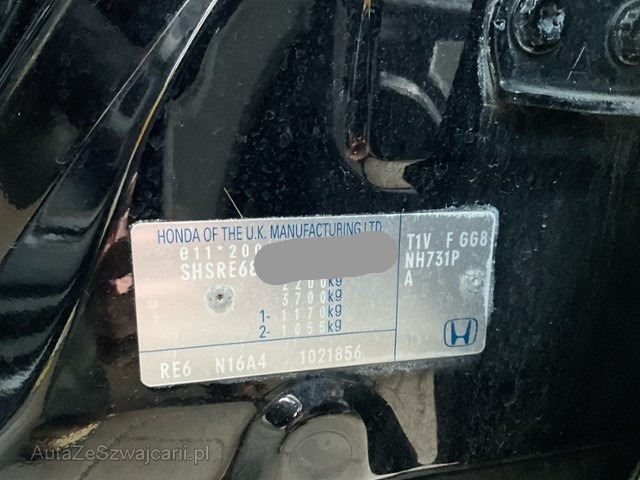 HONDA OF THE U.K. MANUFACTURING LTD
e11*200
SHSRE68
2200kg
3700kg
1- 1170kg
2- 1055kg
RE6 N16A4 1021856
T1V F GG8
NH731P
A
A
AutaZeSzwajcarii.pl